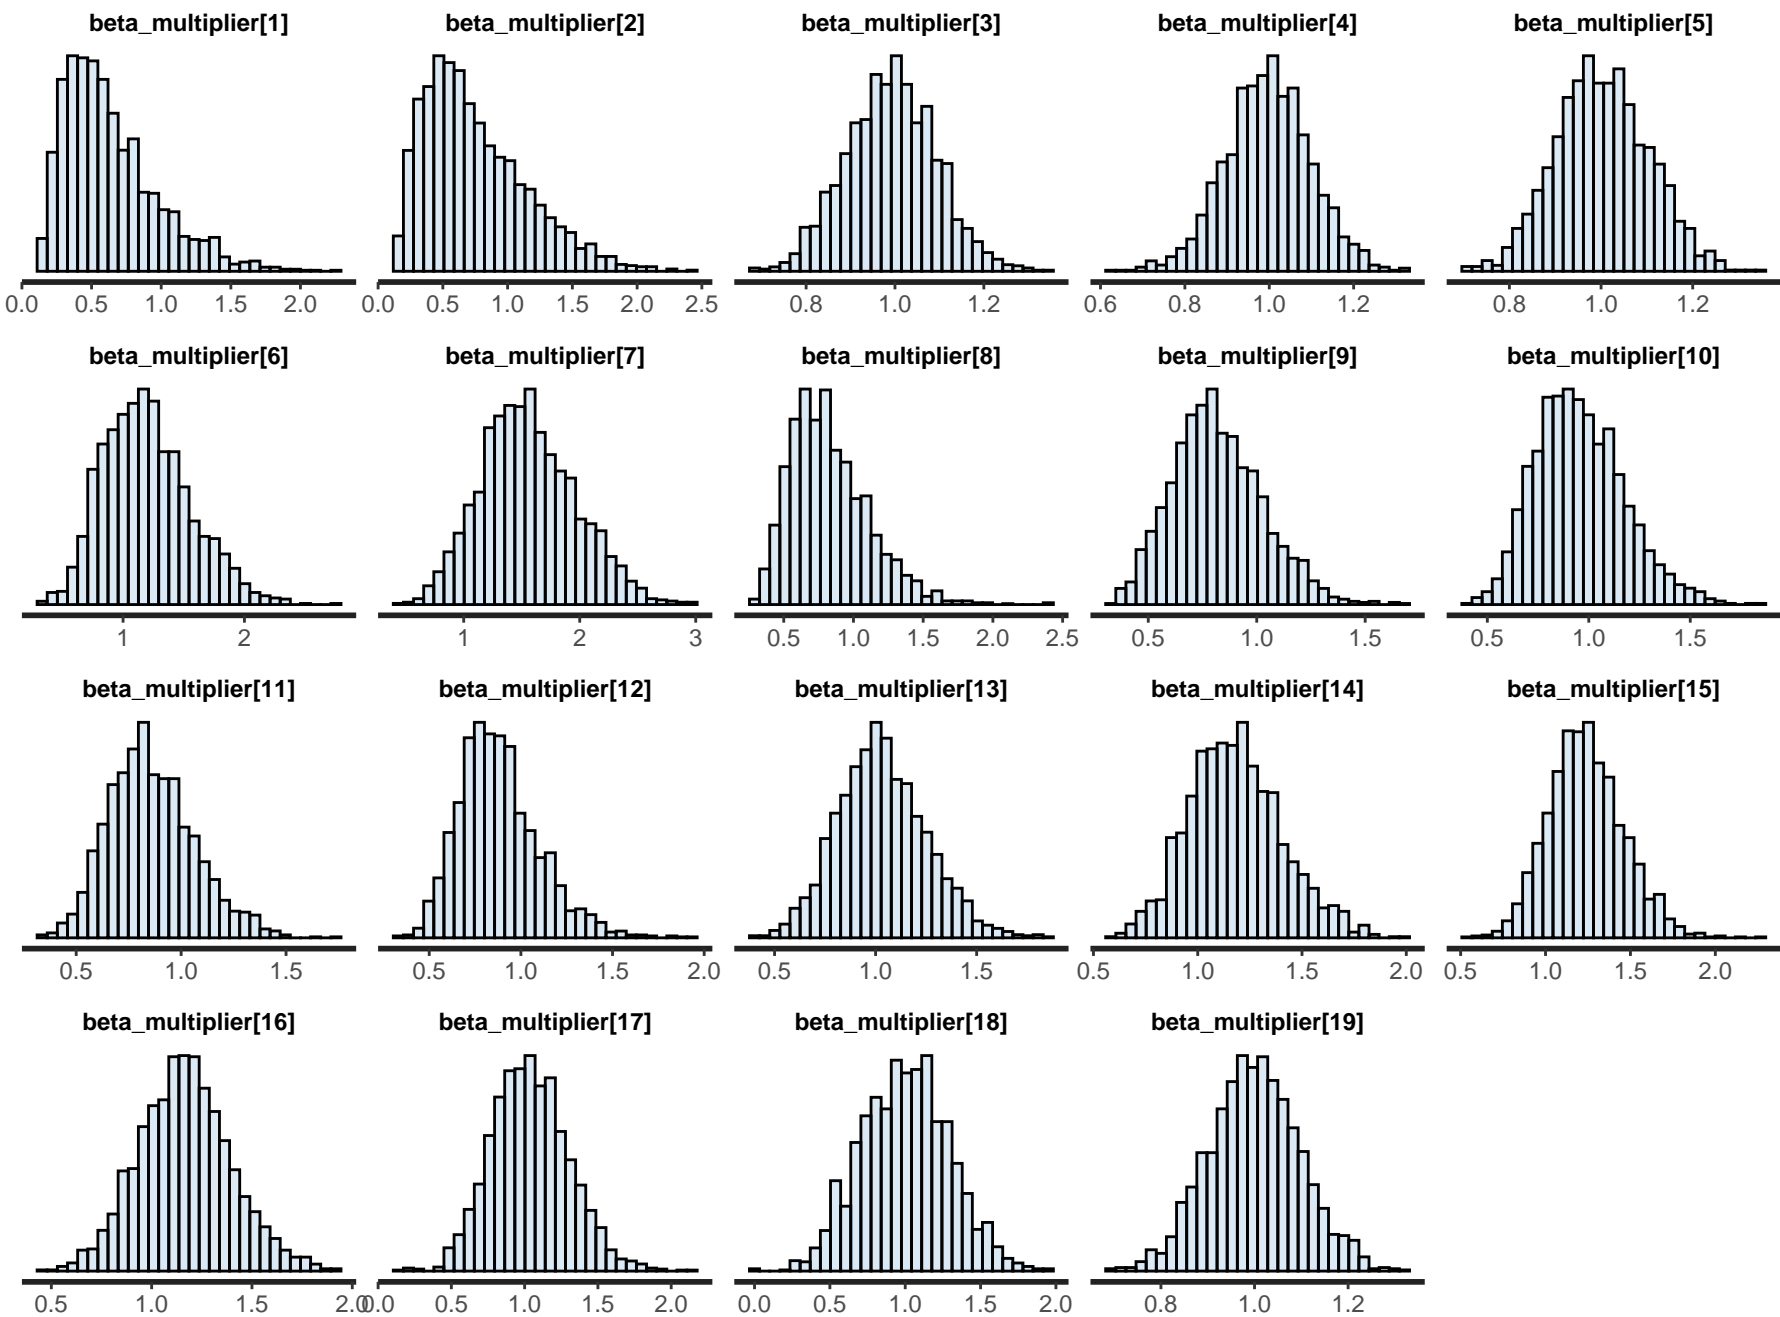 beta_multiplier[1] beta_multiplier[2] beta_multiplier[3] beta_multiplier[4] beta_multiplier[5]
0.0 0.5 1.0 1.5 2.0 0.0 0.5 1.0 1.5 2.0 2.5 0.8 1.0 1.2 0.6 0.8 1.0 1.2 0.8 1.0 1.2
beta_multiplier[6] beta_multiplier[7] beta_multiplier[8] beta_multiplier[9] beta_multiplier[10]
1 2 1 2 3 0.5 1.0 1.5 2.0 2.5 0.5 1.0 1.5 0.5 1.0 1.5
beta_multiplier[11] beta_multiplier[12] beta_multiplier[13] beta_multiplier[14] beta_multiplier[15]
0.5 1.0 1.5 0.5 1.0 1.5 2.0 0.5 1.0 1.5 0.5 1.0 1.5 2.0 0.5 1.0 1.5 2.0
beta_multiplier[16] beta_multiplier[17] beta_multiplier[18] beta_multiplier[19]
0.5 1.0 1.5 2.0 0.0 0.5 1.0 1.5 2.0 0.0 0.5 1.0 1.5 2.0 0.8 1.0 1.2